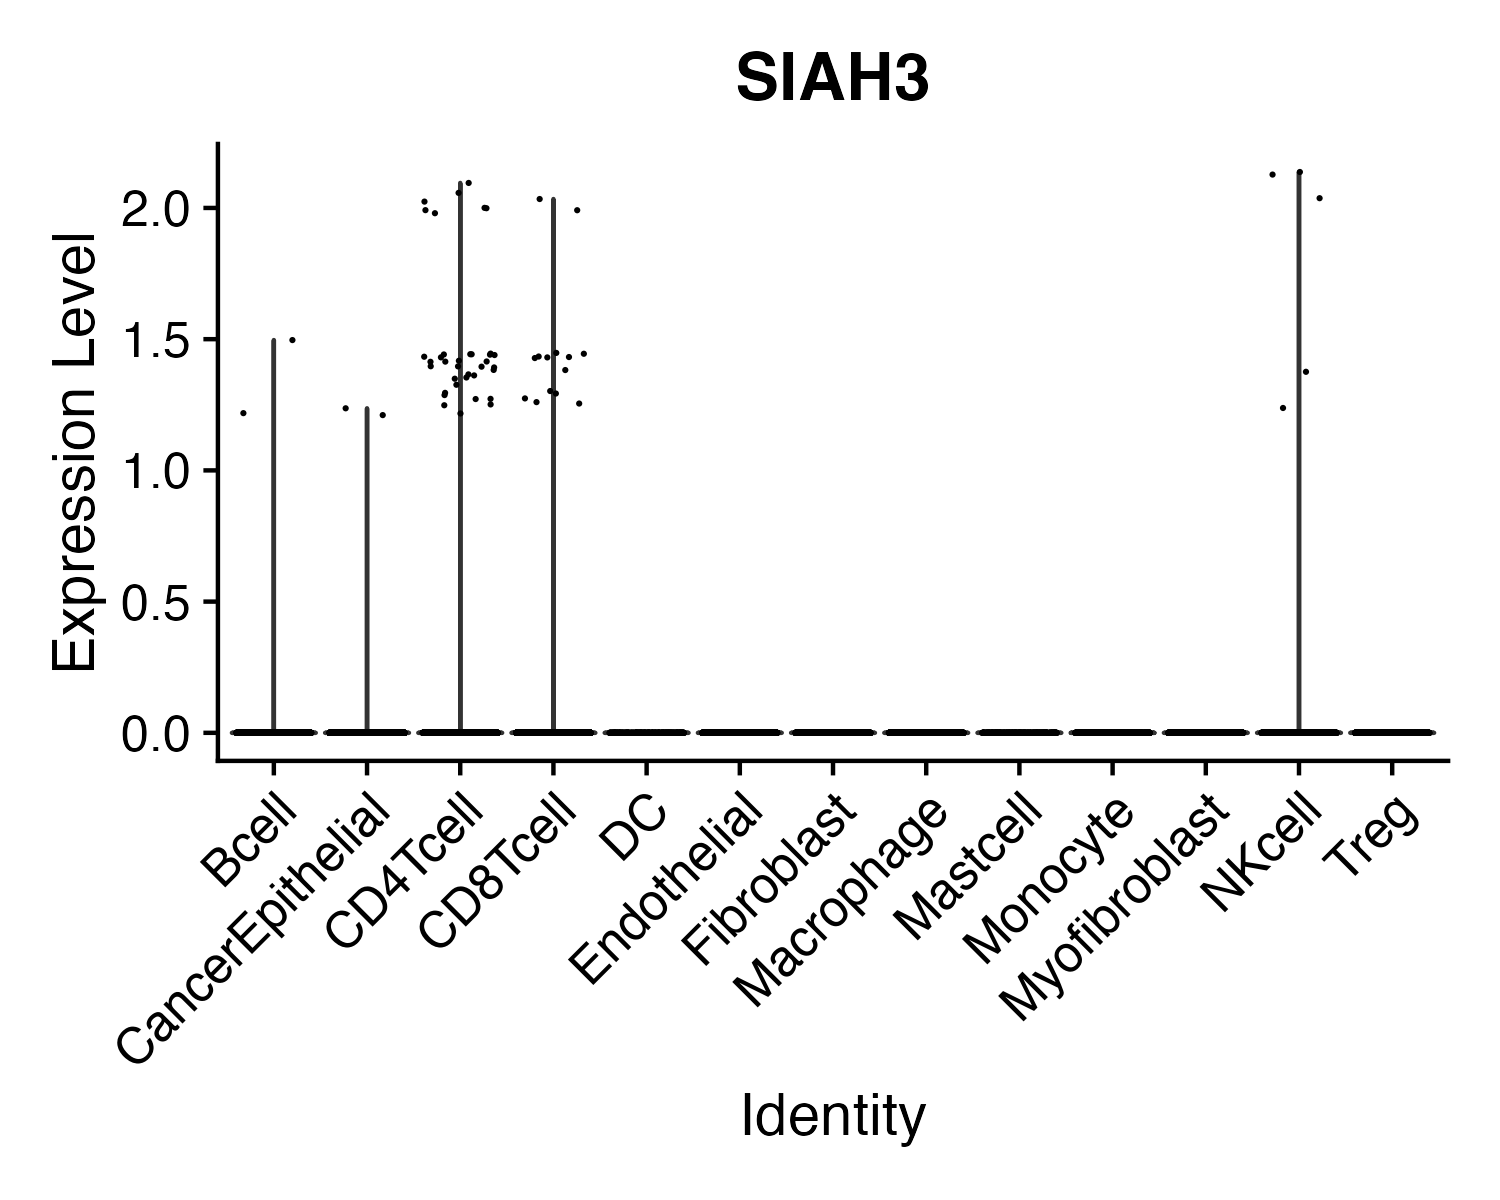 SIAH3
Expression Level
2.0
1.5
1.0
0.5
0.0
Bcell
CancerEpithelial
CD4Tcell
CD8Tcell
DC
Endothelial
Fibroblast
Macrophage
Mastcell
Monocyte
Myofibroblast
NKcell
Treg
Identity